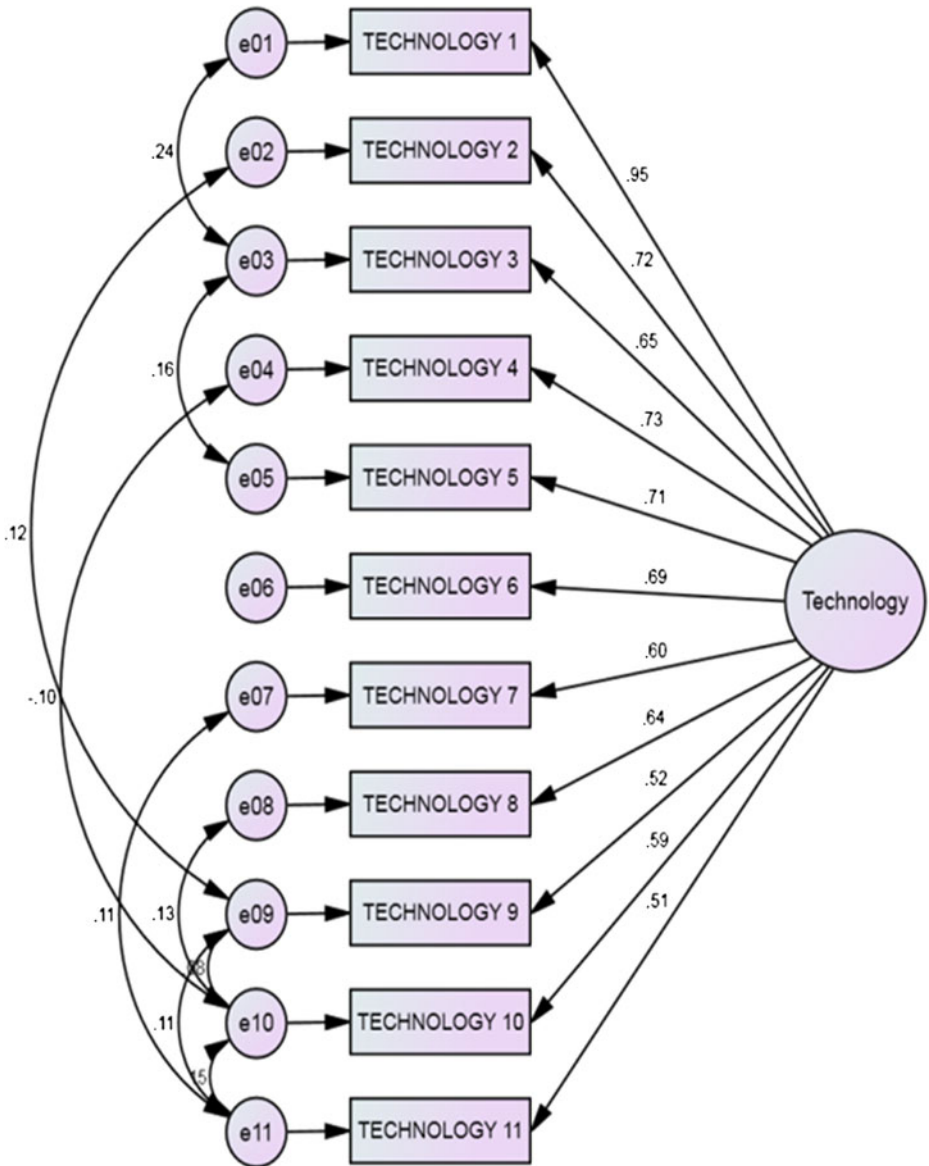 e01
TECHNOLOGY 1
e02
TECHNOLOGY 2
.24
.95
e03
TECHNOLOGY 3
.72
e04
TECHNOLOGY 4
.16
.65
.73
e05
TECHNOLOGY 5
.71
.12
e06
TECHNOLOGY 6
.69
Technology
.60
-.10
e07
TECHNOLOGY 7
.64
e08
TECHNOLOGY 8
.52
.59
e09
TECHNOLOGY 9
.11
.13
.51
e10
TECHNOLOGY 10
.11
e11
TECHNOLOGY 11